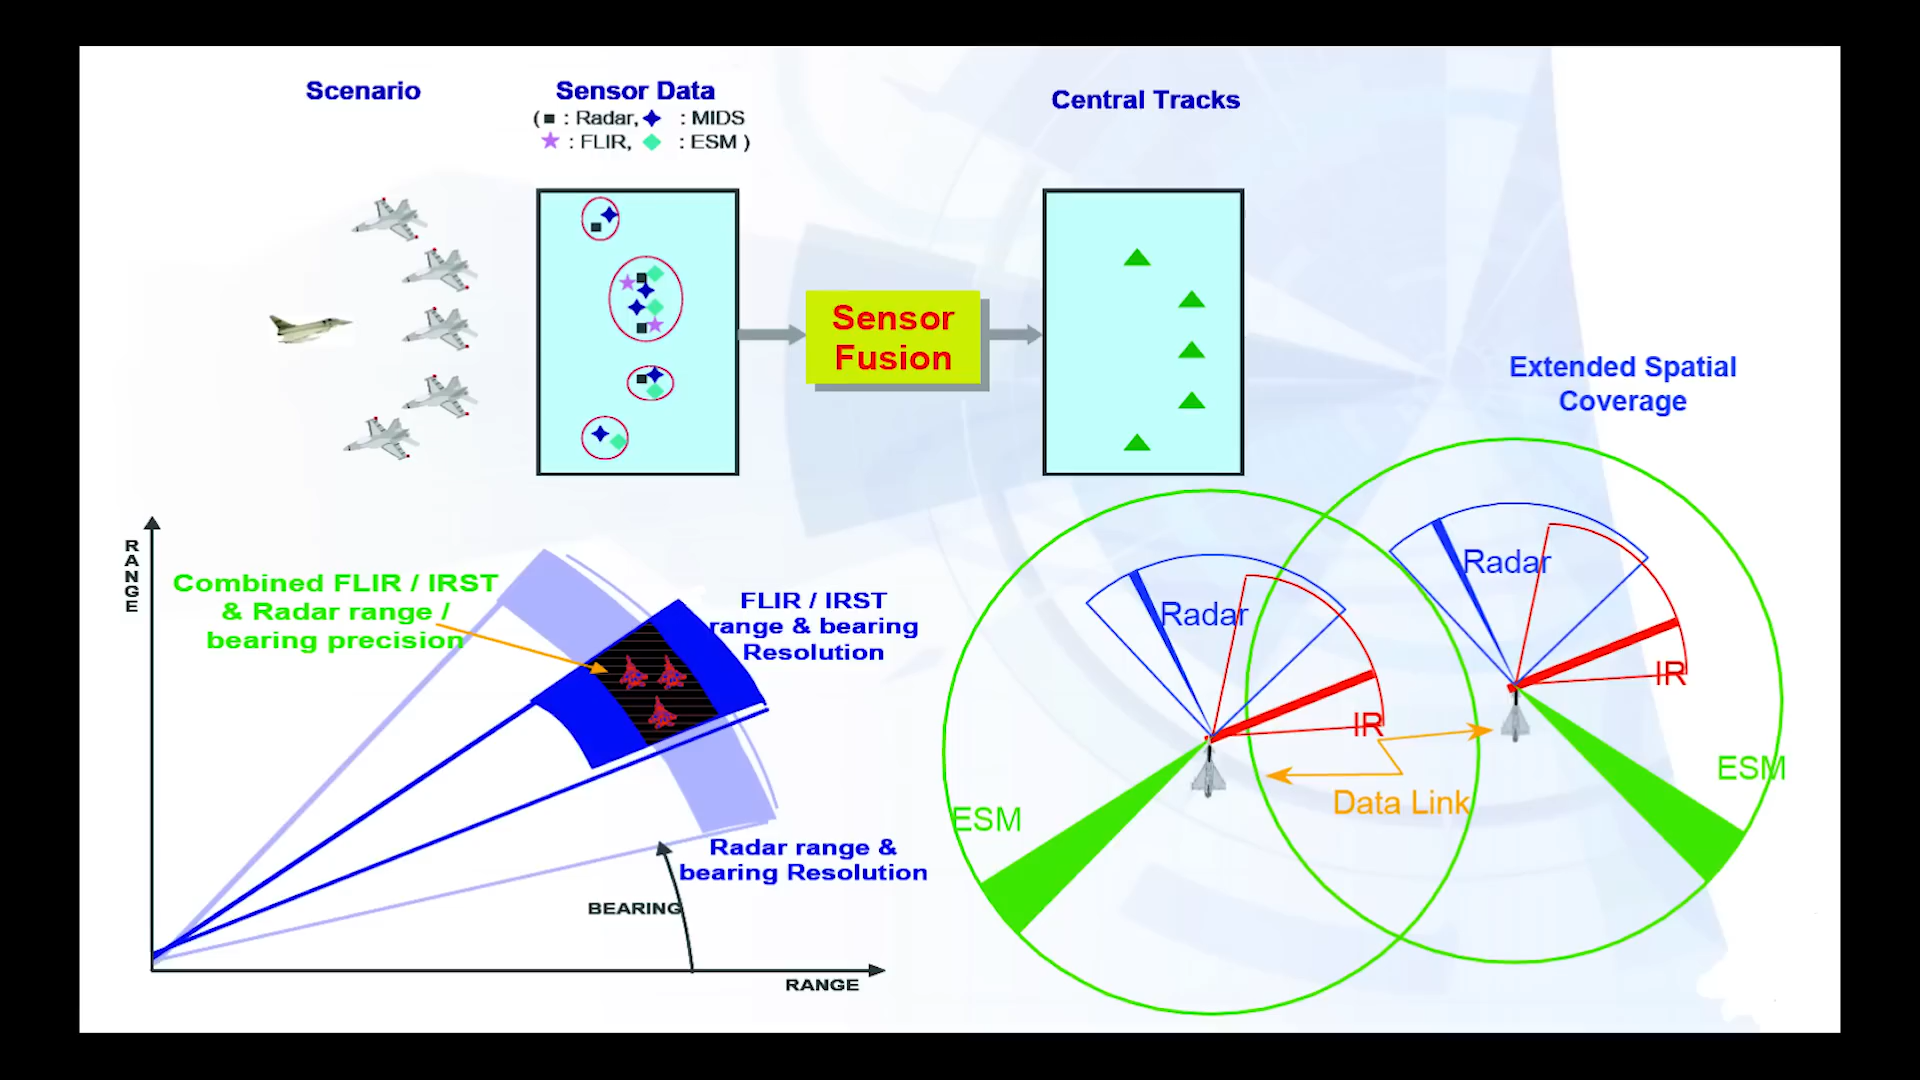 Scenario
Sensor Data
( : Radar, : MIDS
: FLIR, : ESM )
Central Tracks
Sensor
Fusion
Extended Spatial
Coverage
RANGE
Combined FLIR / IRST
& Radar range /
bearing precision
FLIR / IRST
range & bearing
Resolution
Radar range &
bearing Resolution
BEARING
RANGE
Radar
IR
ESM
Radar
IR
ESM
Data Link